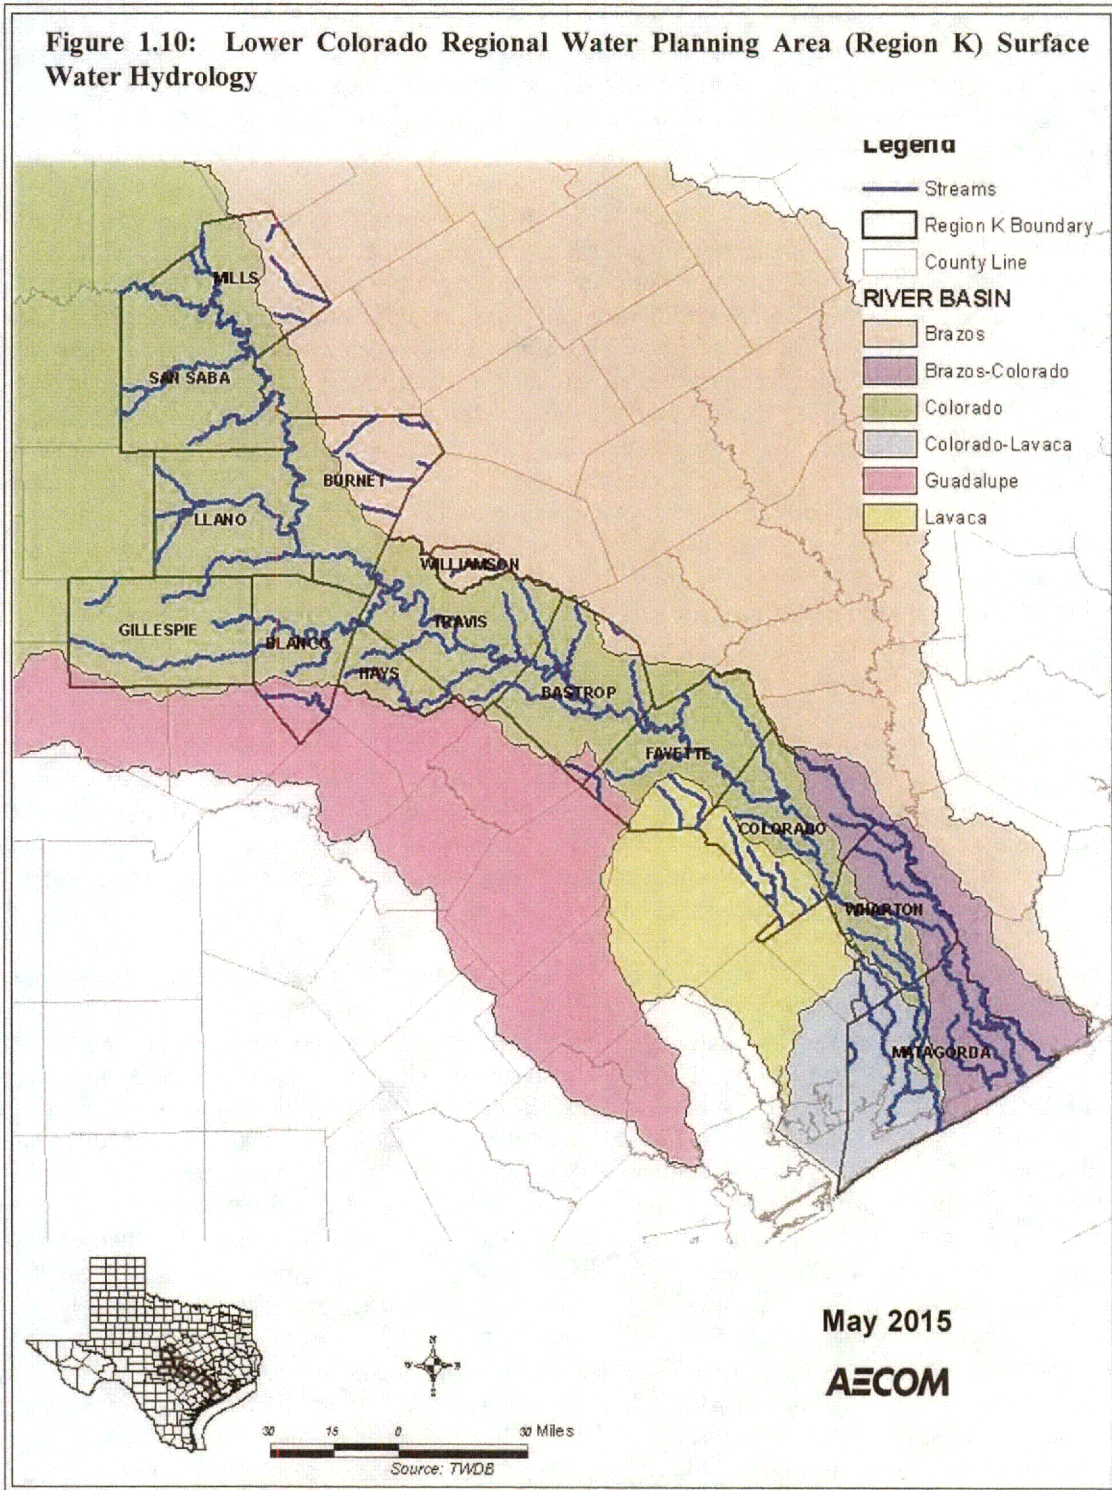 Figure 1.10: Lower Colorado Regional Water Planning Area (Region K) Surface
Water Hydrology
Legend
Streams
Region K Boundary
County Line
RIVER BASIN
Brazos
Brazos-Colorado
Colorado
Colorado-Lavaca
Guadalupe
Lavaca
MILLS
SAN SABA
BURNET
LLANO
WILLIAMSON
GILLESPIE
BLANCO
TRAVIS
HAYS
BASTROP
FAYETTE
COLORADO
WHARTON
MATAGORDA
May 2015
AECOM
N
W
S
30 15 0 30 Miles
Source: TWDB